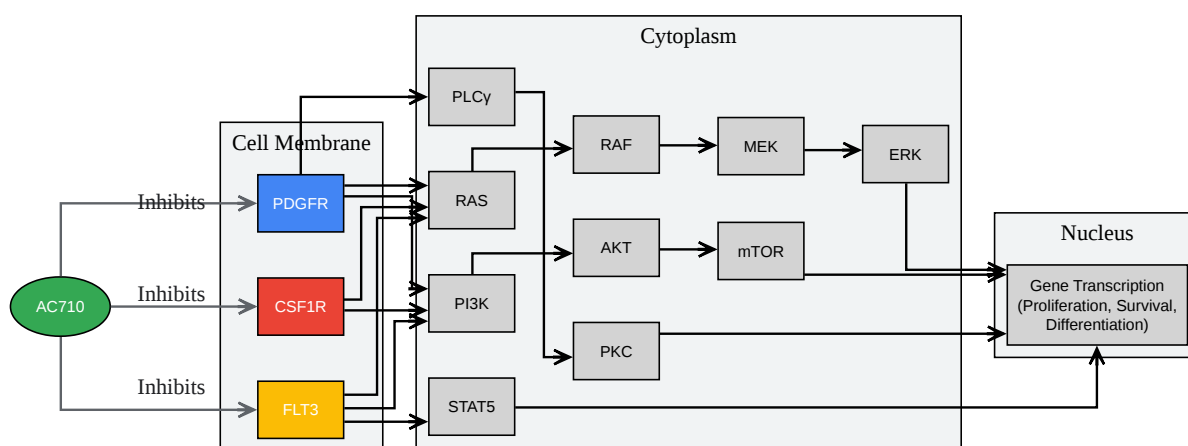 Cytoplasm
PLCγ
Cell Membrane
RAF
MEK
ERK
PDGFR
RAS
Inhibits
Nucleus
AKT
mTOR
Gene Transcription
(Proliferation, Survival,
Differentiation)
AC710
Inhibits
CSF1R
PI3K
PKC
Inhibits
FLT3
STAT5